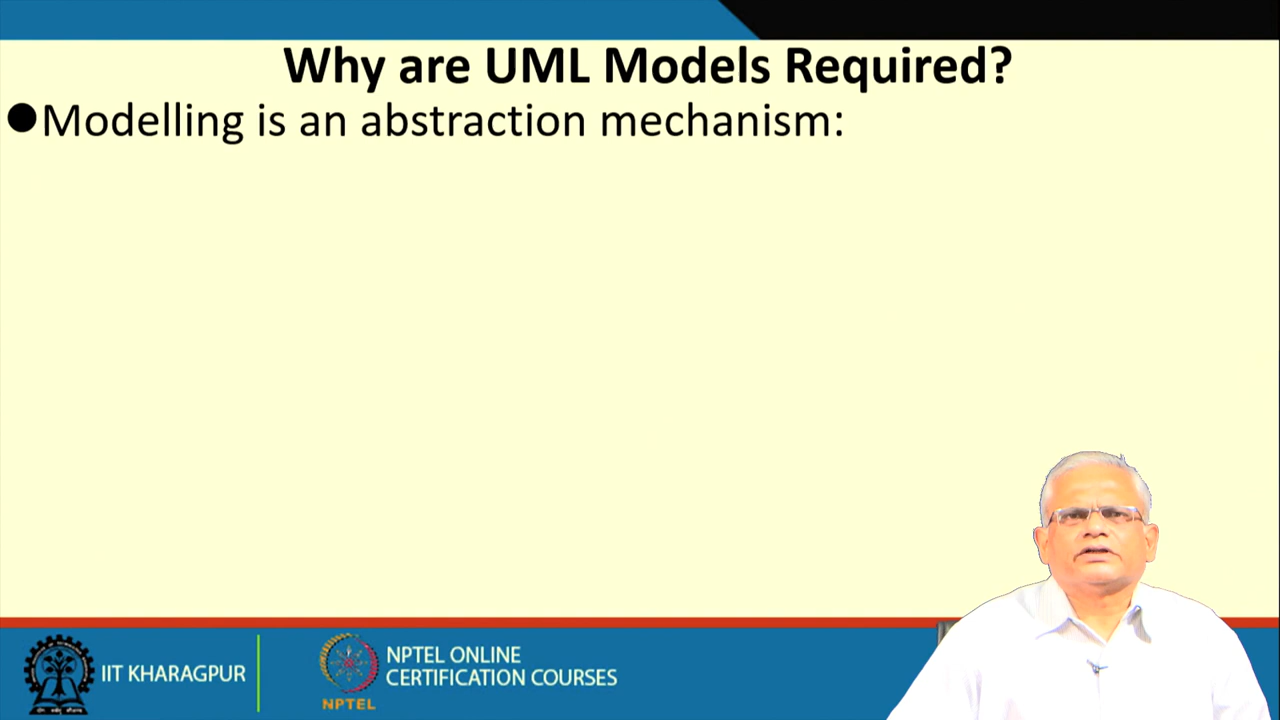 Why are UML Models Required?
●Modelling is an abstraction mechanism:
IIT KHARAGPUR
NPTEL ONLINE
CERTIFICATION COURSES
NPTEL